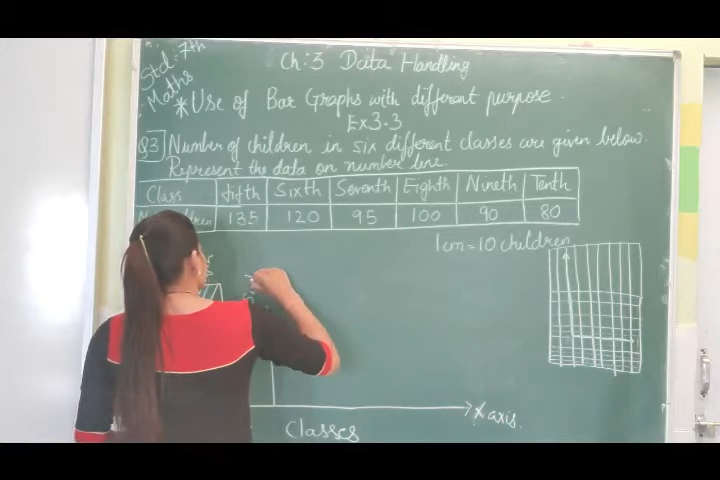 Std: 7th
Maths
Ch: 3 Data Handling
* Use of Bar Graphs with different purpose.
Ex 3.3
Q3 Number of children in six different classes are given below.
Represent the data on number line.
Class Fifth Sixth Seventh Eighth Nineth Tenth
135 120 95 100 90 80
1cm = 10 children
X axis.
Classes